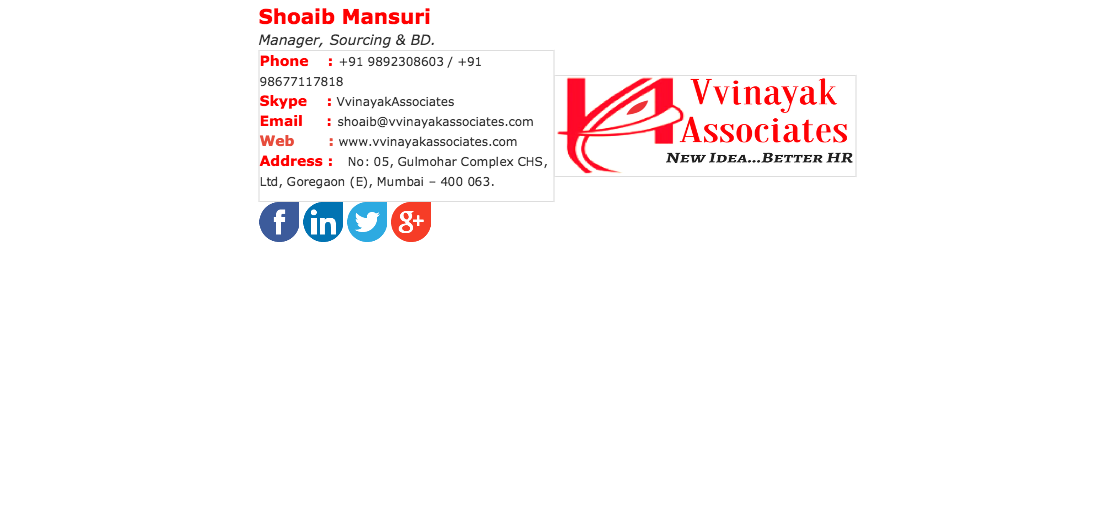 Shoaib Mansuri
Manager, Sourcing & BD.
Phone : +91 9892308603 / +91
98677117818
Skype : VvinayakAssociates
Email : shoaib@vvinayakassociates.com
Web : www.vvinayakassociates.com
Address : No: 05, Gulmohar Complex CHS,
Ltd, Goregaon (E), Mumbai – 400 063.
Vvinayak
Associates
New Idea...Better HR
f
in
g+